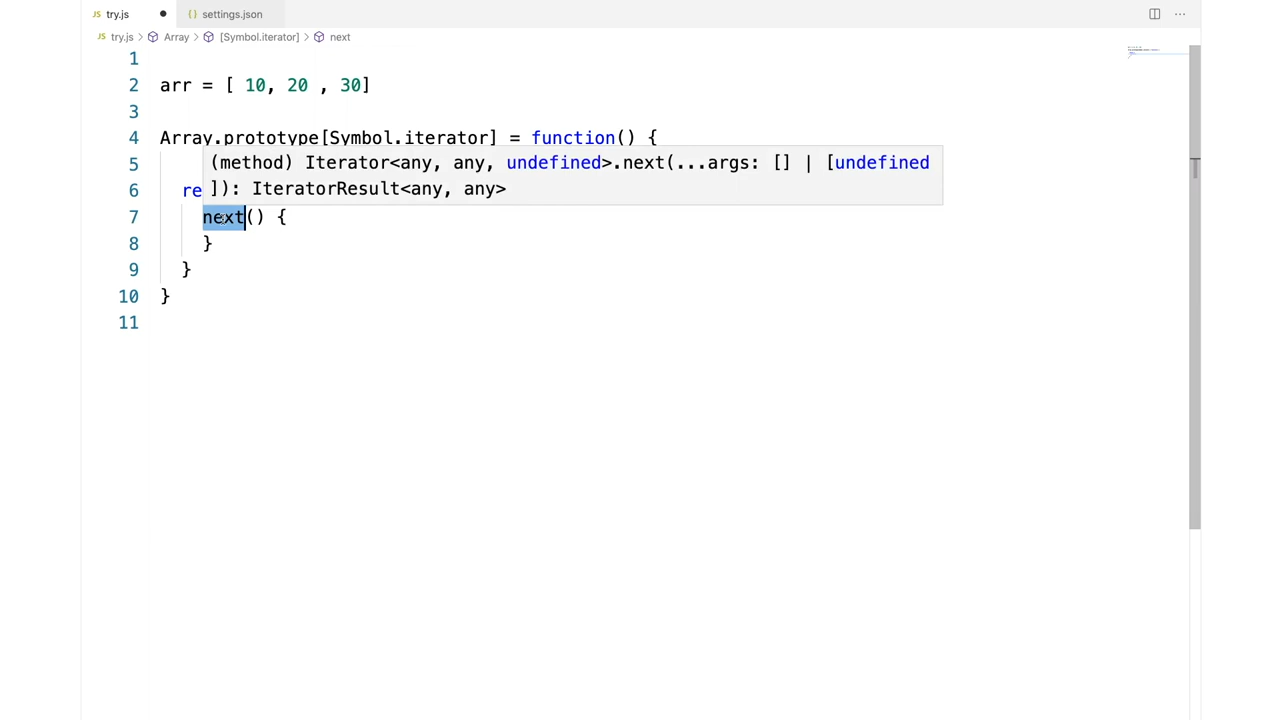 JS try.js ● {} settings.json ···
JS try.js > Array > [Symbol.iterator] > next
1
2 arr = [ 10, 20 , 30]
3
4 Array.prototype[Symbol.iterator] = function() {
5 (method) Iterator<any, any, undefined>.next(...args: [] | [undefined
6 re ]): IteratorResult<any, any>
7 next() {
8 }
9 }
10 }
11